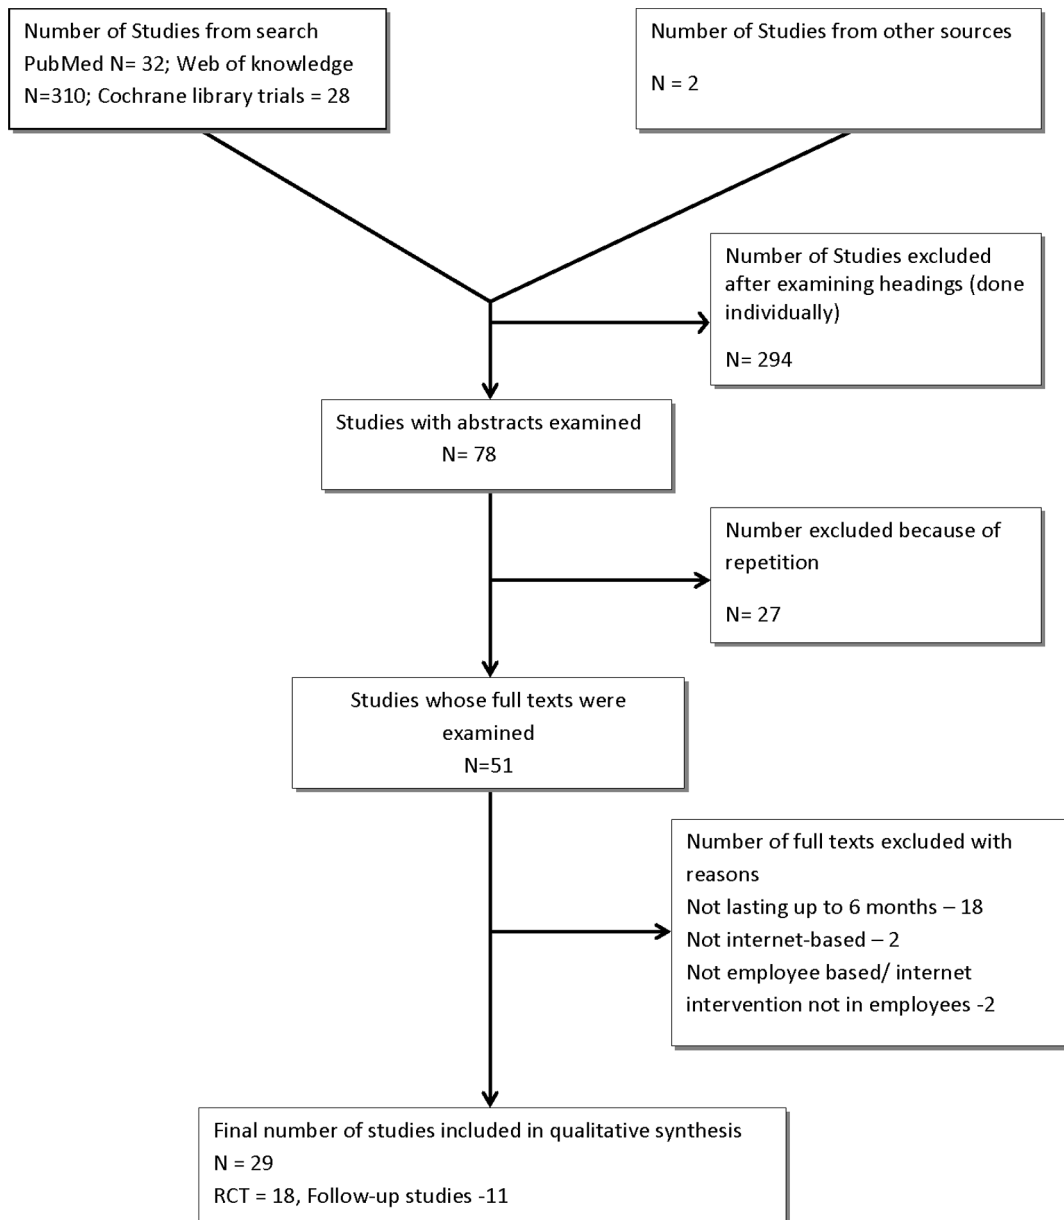 Number of Studies from search
PubMed N= 32; Web of knowledge
N=310; Cochrane library trials = 28
Number of Studies from other sources
N = 2
Number of Studies excluded
after examining headings (done
individually)
N= 294
Studies with abstracts examined
N= 78
Number excluded because of
repetition
N= 27
Studies whose full texts were
examined
N=51
Number of full texts excluded with
reasons
Not lasting up to 6 months – 18
Not internet-based – 2
Not employee based/ internet
intervention not in employees -2
Final number of studies included in qualitative synthesis
N = 29
RCT = 18, Follow-up studies -11